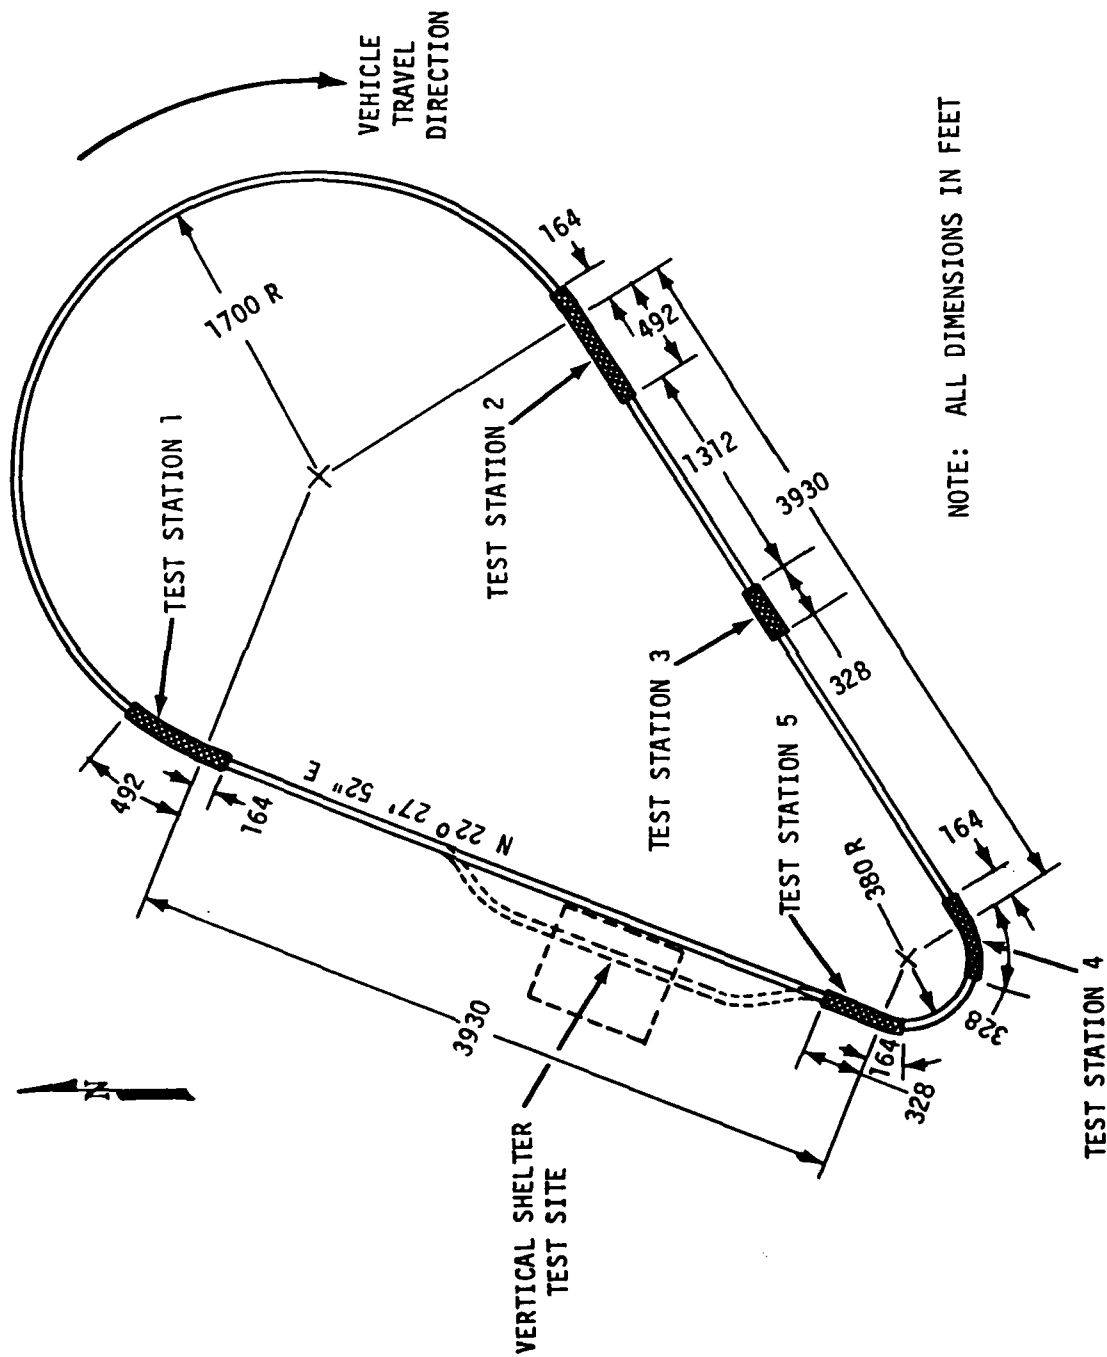 VEHICLE
TRAVEL
DIRECTION
1700 R
164
TEST STATION 1
492
TEST STATION 2
1312
3930
NOTE: ALL DIMENSIONS IN FEET
492
164
N 22° 27' 52" E
TEST STATION 3
328
TEST STATION 5
380 R
164
3930
N
164
328
328
TEST STATION 4
VERTICAL SHELTER
TEST SITE